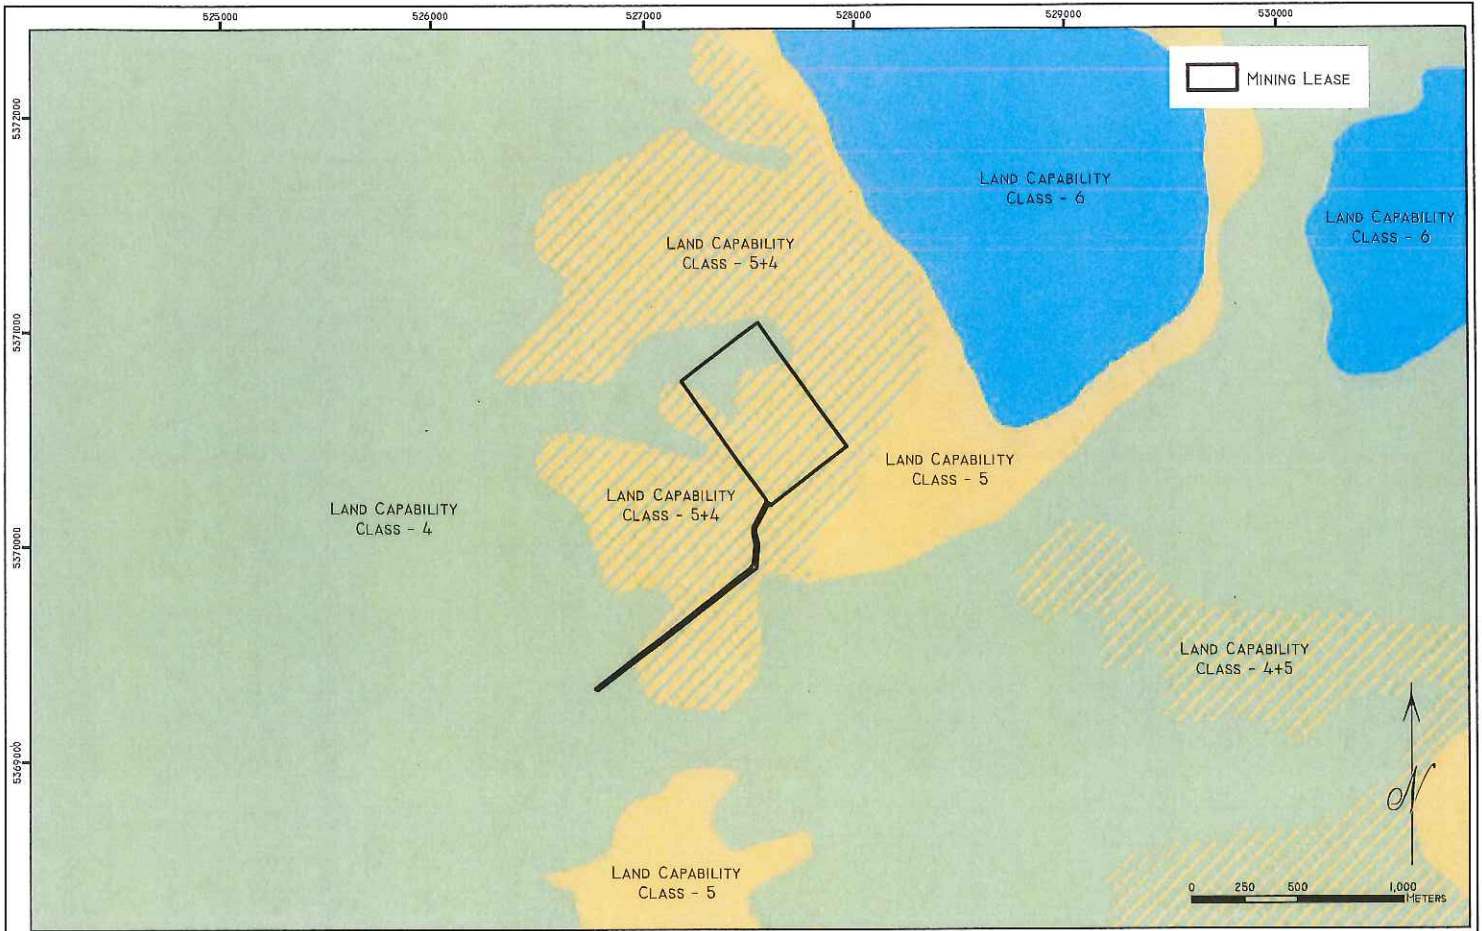 525000
526000
527000
528000
529000
530000
MINING LEASE
5372000
LAND CAPABILITY
CLASS - 6
LAND CAPABILITY
CLASS - 6
LAND CAPABILITY
CLASS - 5+4
5371000
LAND CAPABILITY
CLASS - 5
LAND CAPABILITY
CLASS - 5+4
LAND CAPABILITY
CLASS - 4
5370000
LAND CAPABILITY
CLASS - 4+5
5369000
N
LAND CAPABILITY
CLASS - 5
0 250 500 1,000
METERS